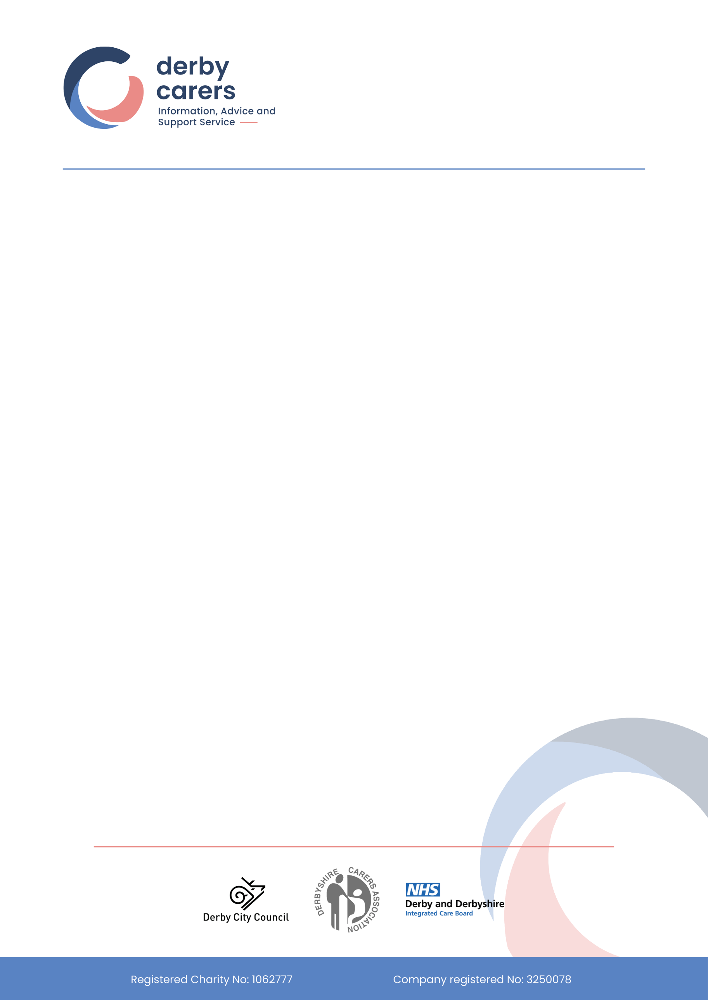 derby
carers
Information, Advice and
Support Service
Derby City Council
DERBYSHIRE CARERS ASSOCIATION
NHS
Derby and Derbyshire
Integrated Care Board
Registered Charity No: 1062777
Company registered No: 3250078